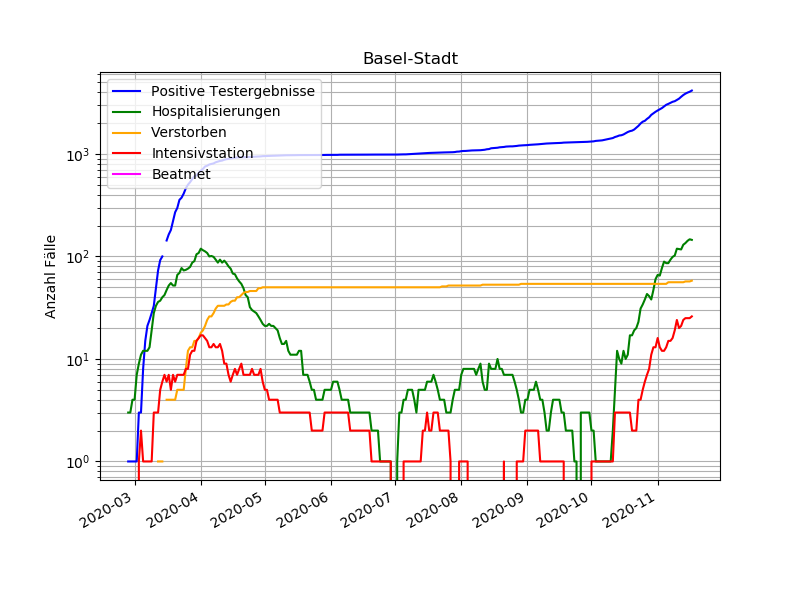 Basel-Stadt
Positive Testergebnisse
Hospitalisierungen
Verstorben
Intensivstation
Beatmet
Anzahl Fälle
10³
10²
10¹
10⁰
2020-03
2020-04
2020-05
2020-06
2020-07
2020-08
2020-09
2020-10
2020-11